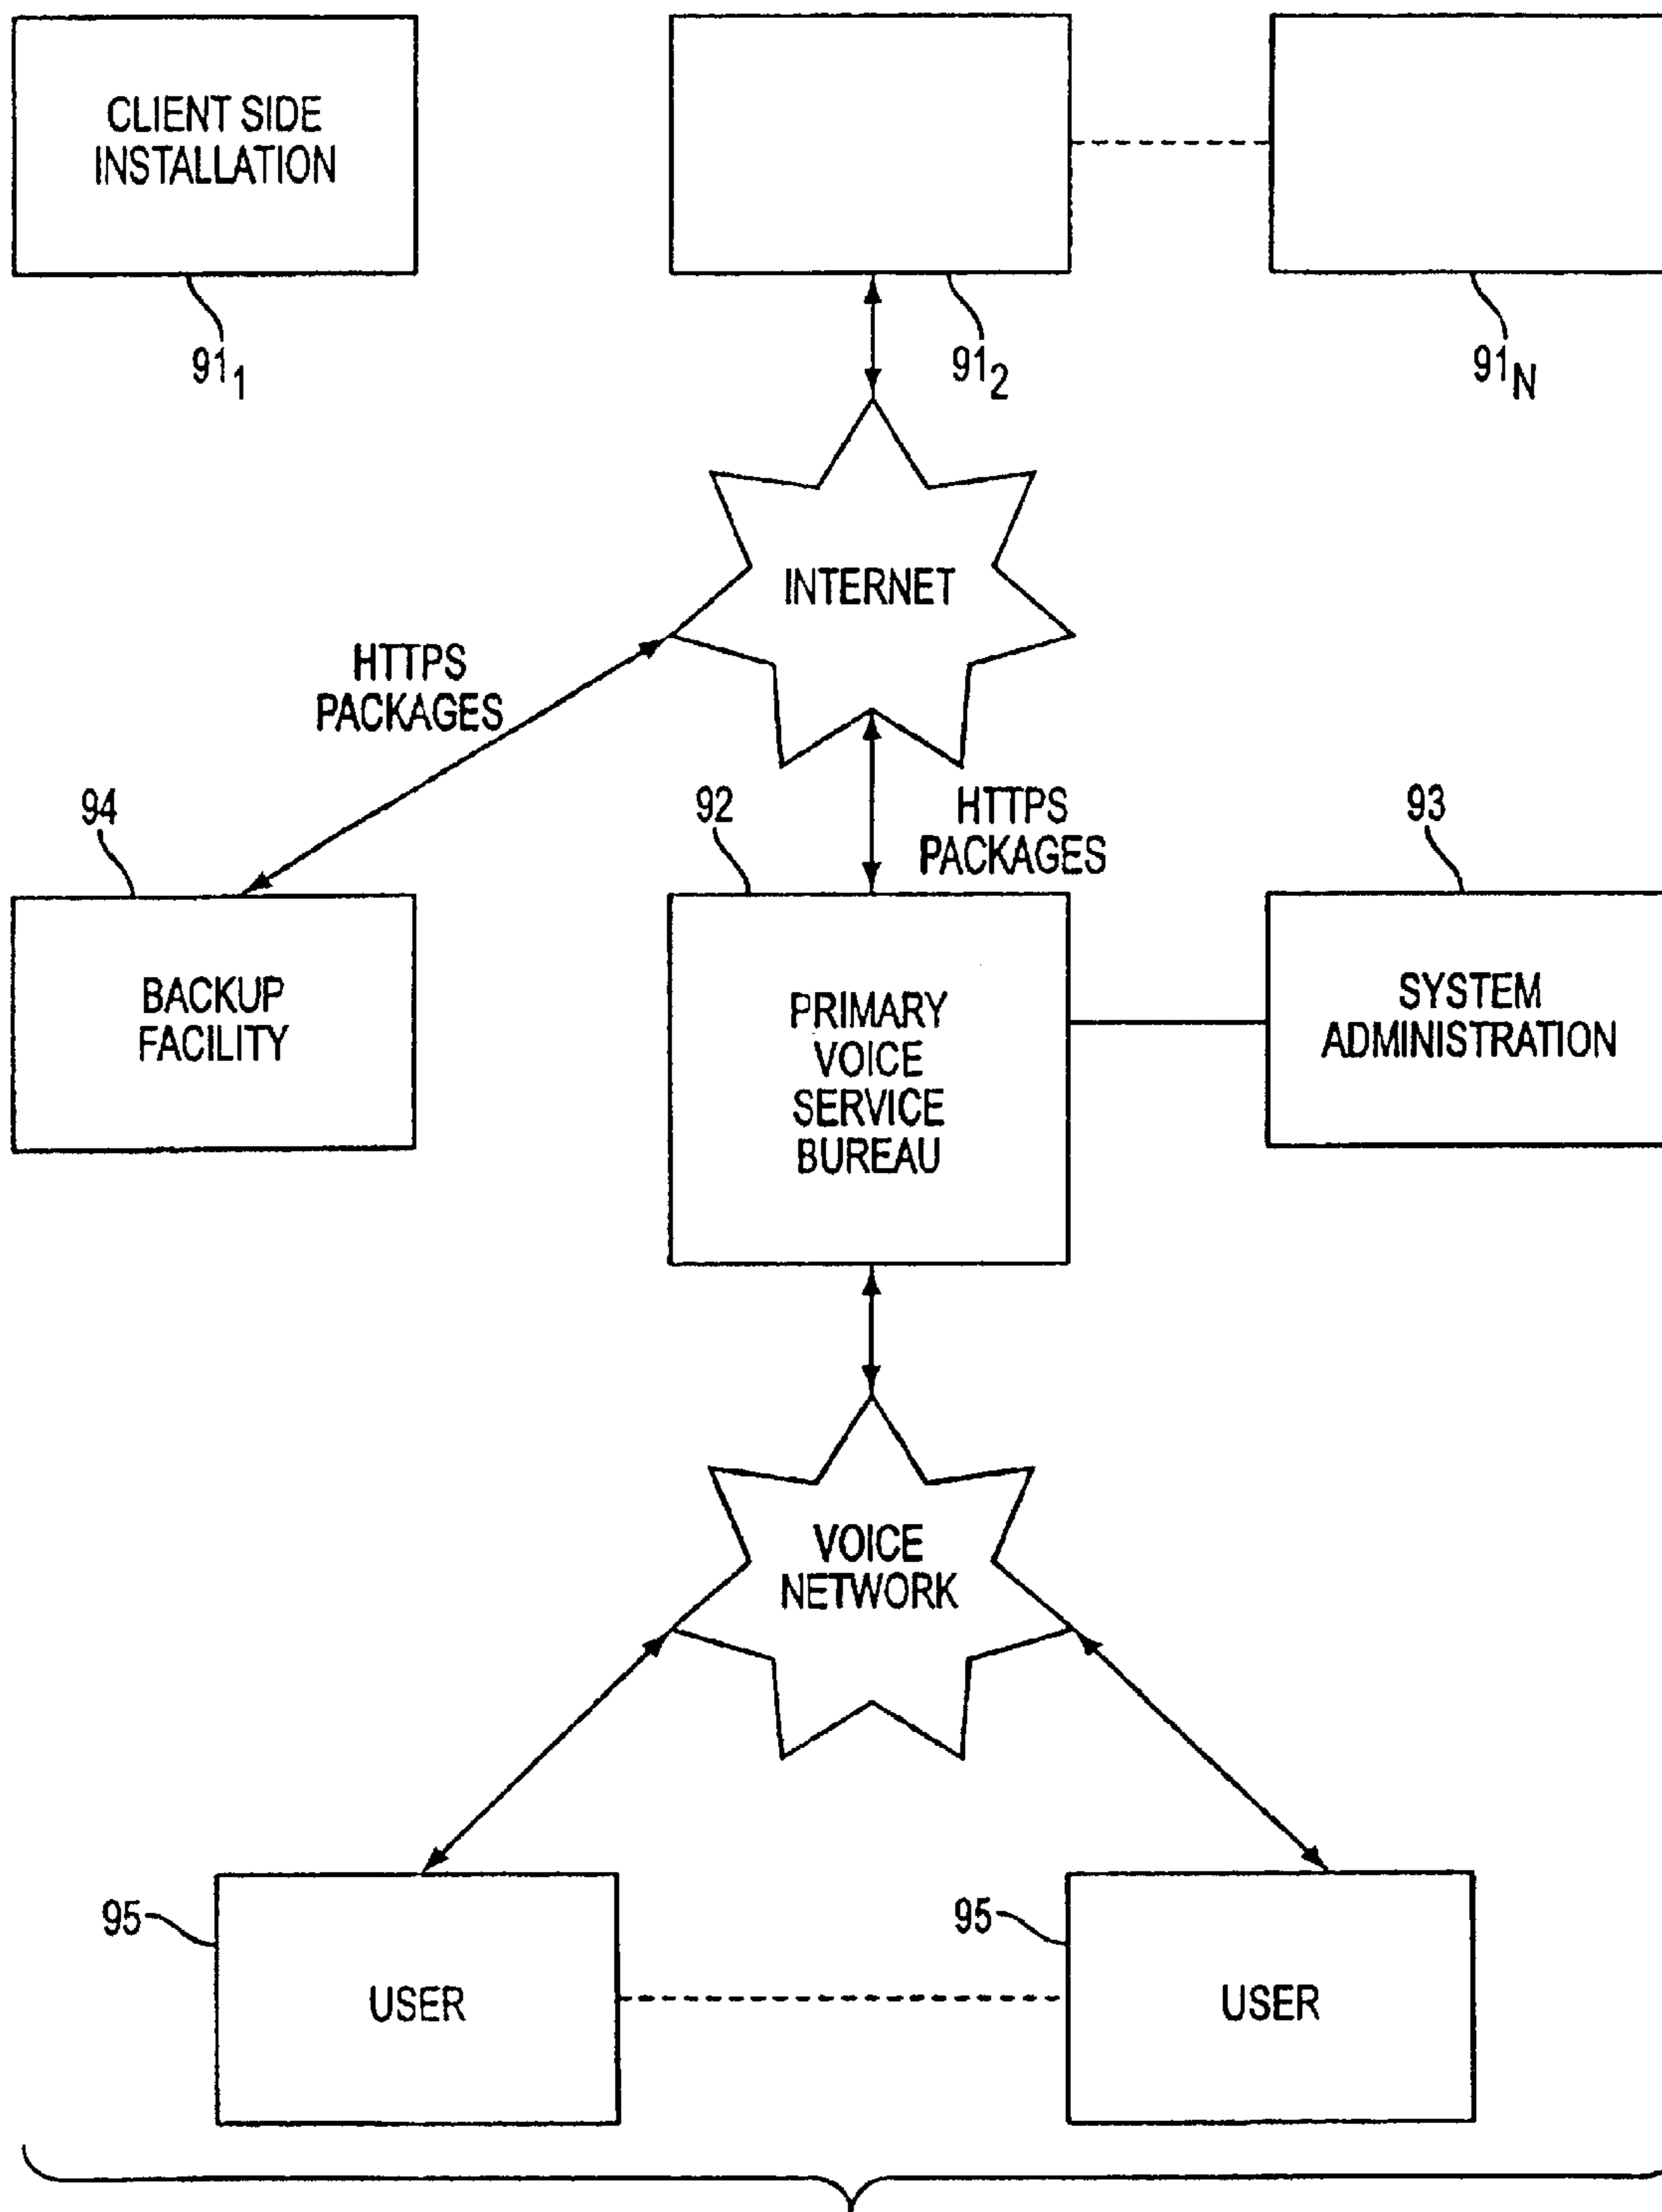 CLIENT SIDE
INSTALLATION
91₁
91₂
91N
INTERNET
HTTPS
PACKAGES
HTTPS
PACKAGES
94
92
93
BACKUP
FACILITY
PRIMARY
VOICE
SERVICE
BUREAU
SYSTEM
ADMINISTRATION
VOICE
NETWORK
95
95
USER
USER